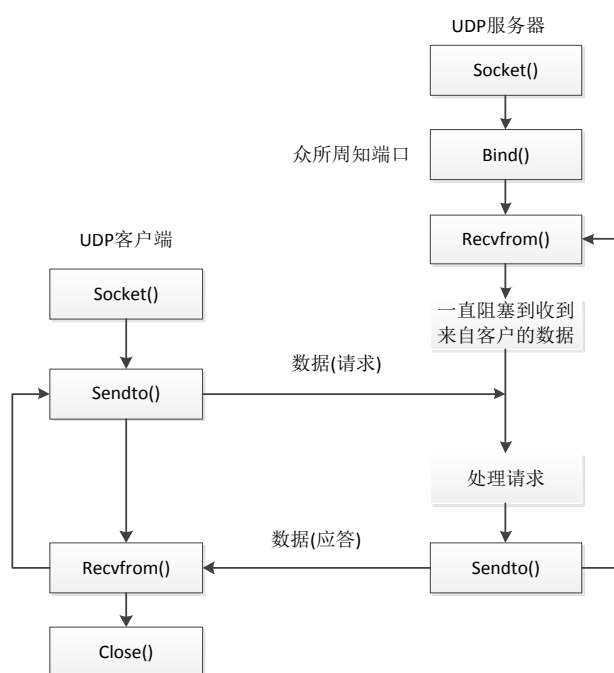 UDP服务器
Socket()
众所周知端口
Bind()
Recvfrom()
一直阻塞到收到
来自客户的数据
UDP客户端
Socket()
数据(请求)
Sendto()
处理请求
数据(应答)
Recvfrom()
Sendto()
Close()